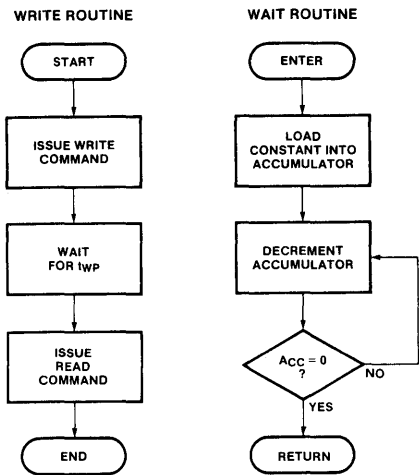 WRITE ROUTINE
START
ISSUE WRITE
COMMAND
WAIT
FOR tWP
ISSUE
READ
COMMAND
END
WAIT ROUTINE
ENTER
LOAD
CONSTANT INTO
ACCUMULATOR
DECREMENT
ACCUMULATOR
ACC = 0
?
NO
YES
RETURN